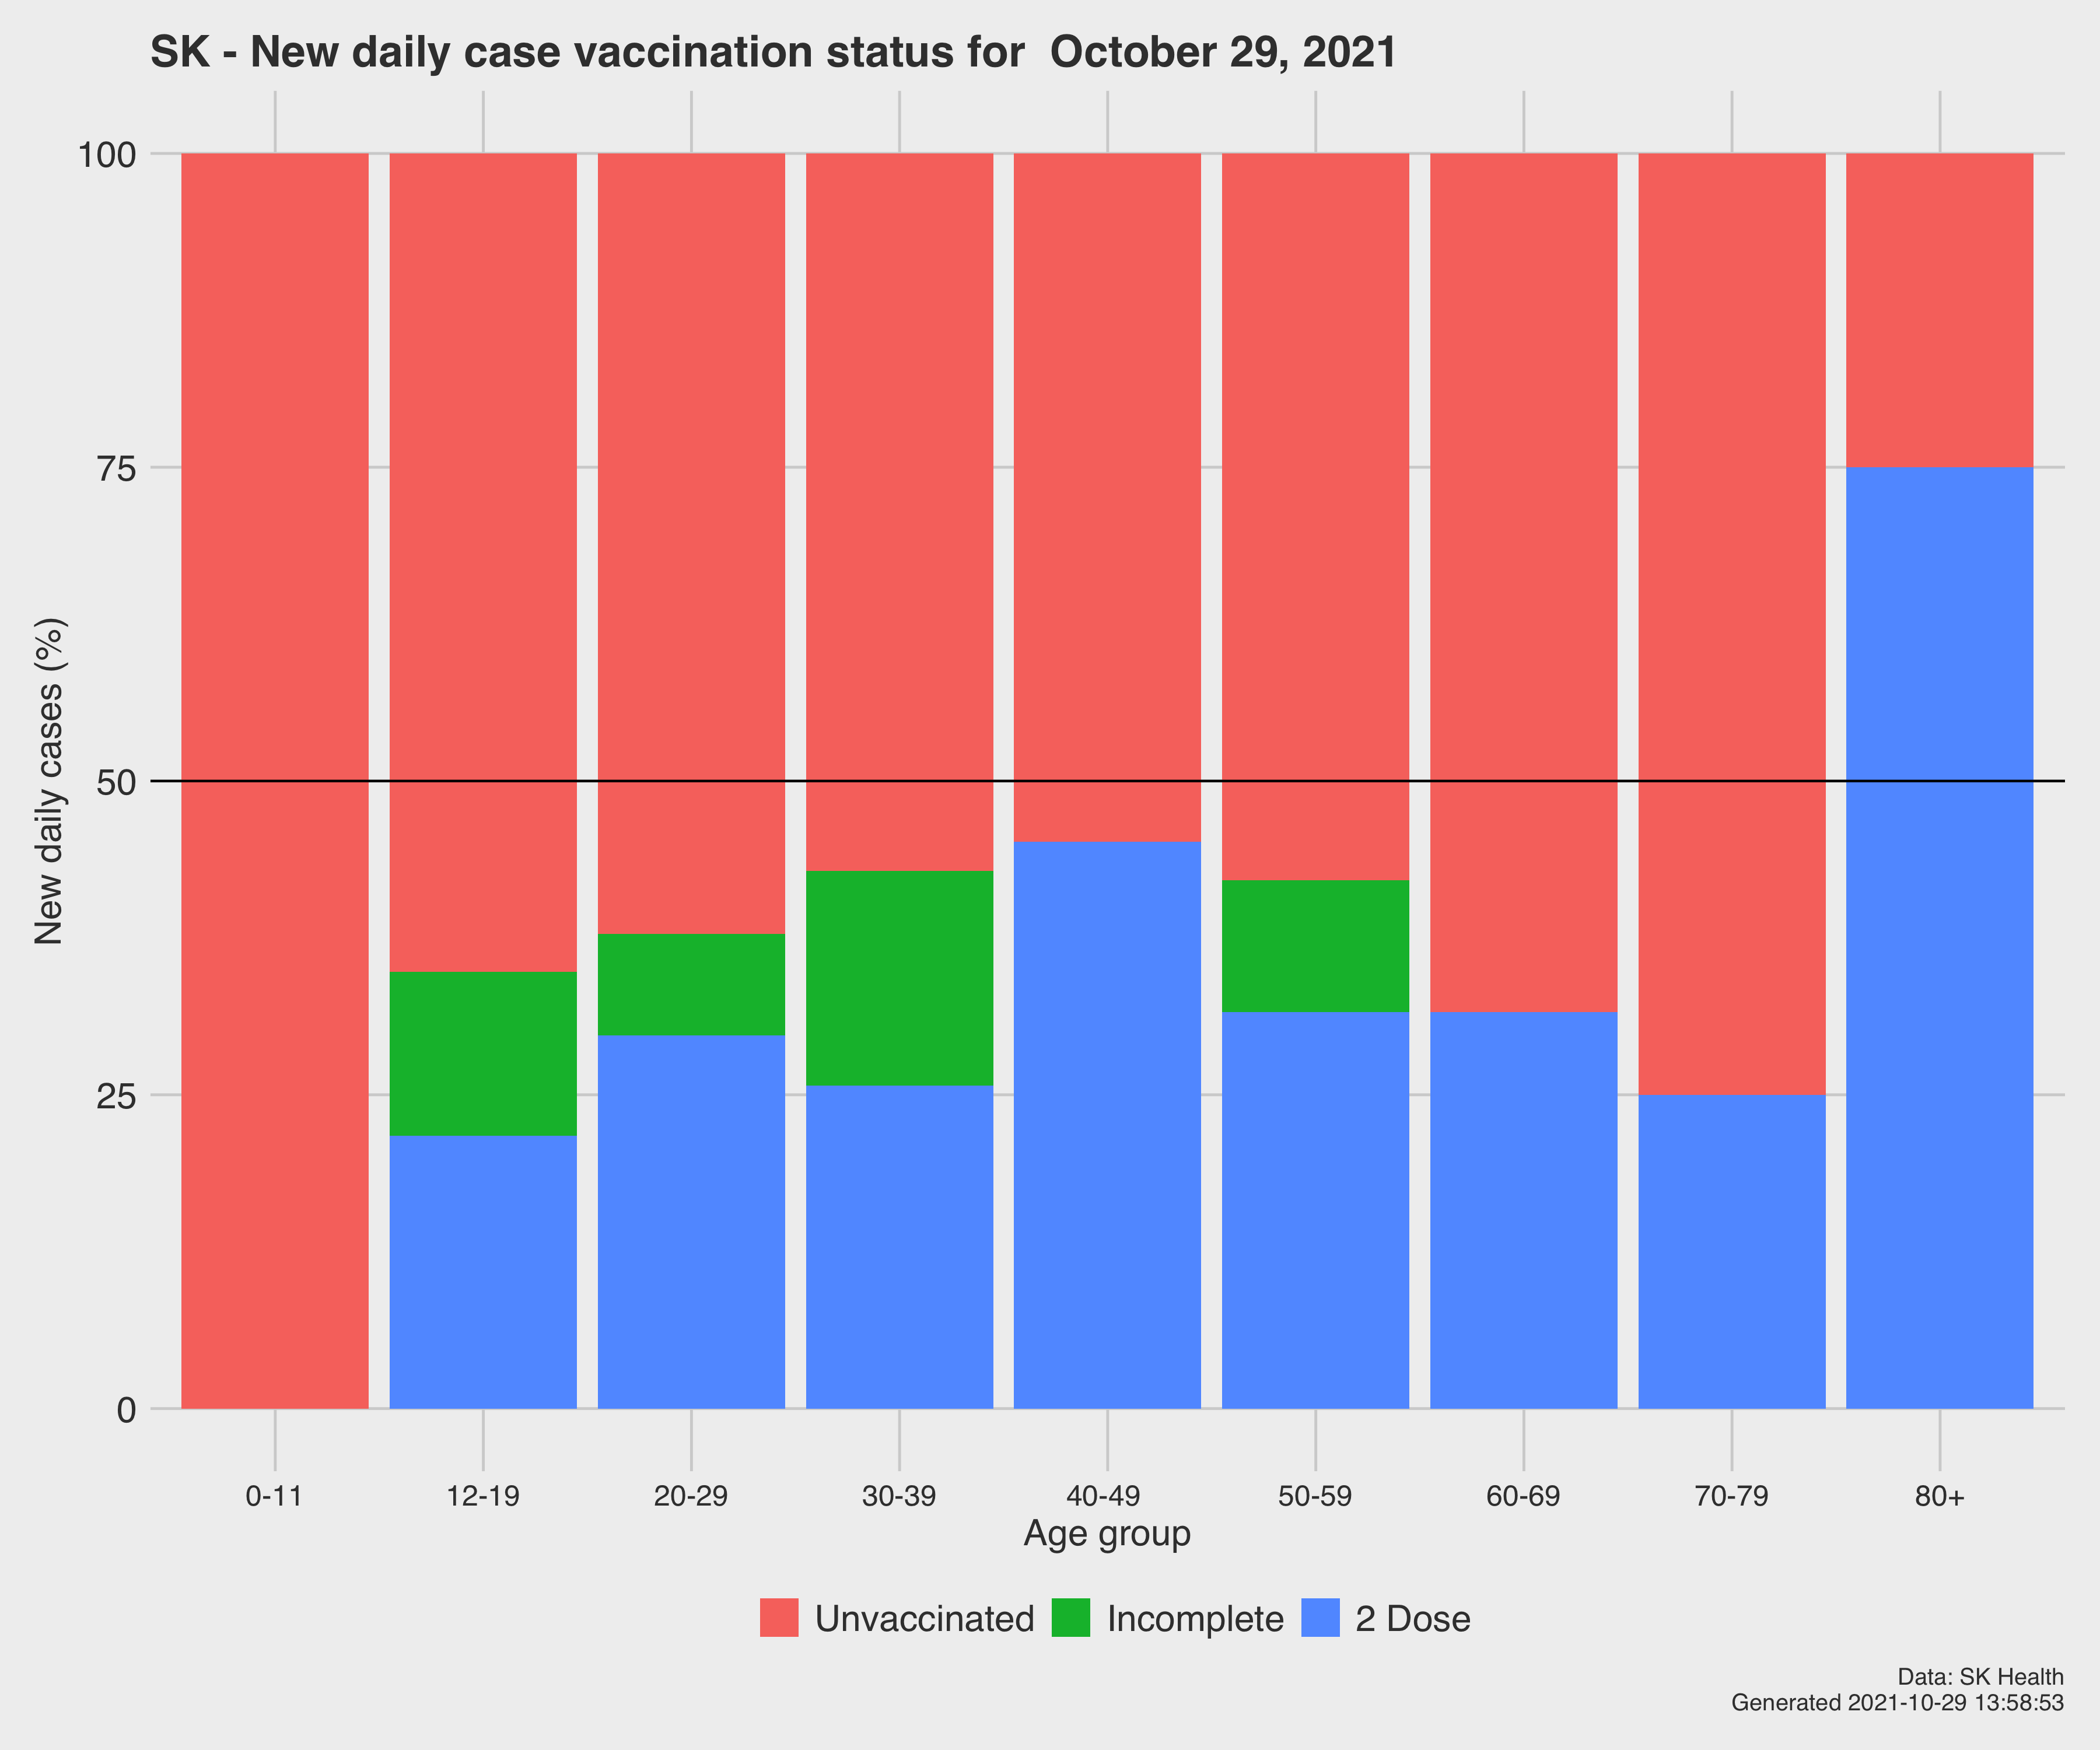 SK - New daily case vaccination status for  October 29, 2021
New daily cases (%)
100
75
50
25
0
0-11 12-19 20-29 30-39 40-49 50-59 60-69 70-79 80+
Age group
Unvaccinated Incomplete 2 Dose
Data: SK Health
Generated 2021-10-29 13:58:53